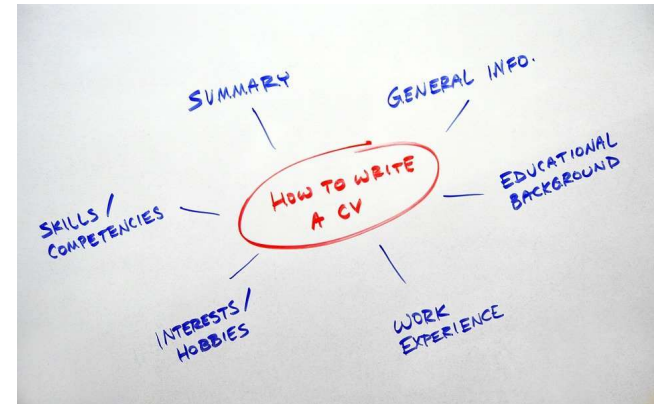 SUMMARY
GENERAL INFO.
HOW TO WRITE
A CV
EDUCATIONAL
BACKGROUND
SKILLS /
COMPETENCIES
INTERESTS /
HOBBIES
WORK
EXPERIENCE